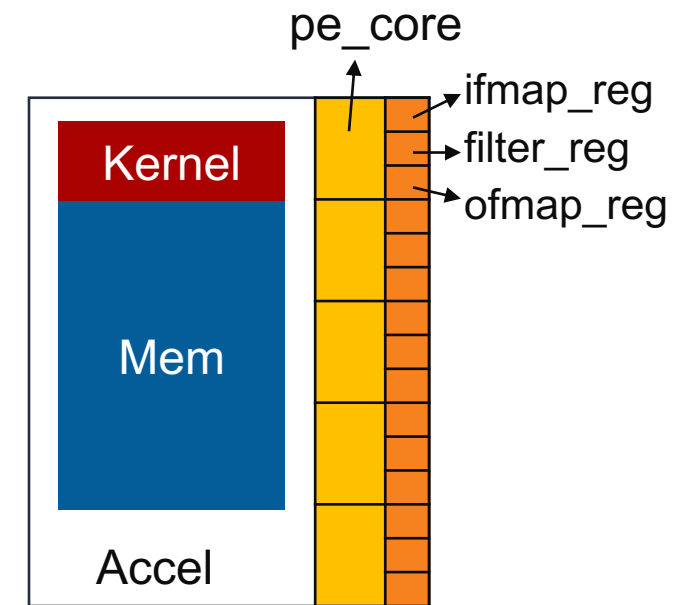 pe_core
ifmap_reg
Kernel
filter_reg
ofmap_reg
Mem
Accel